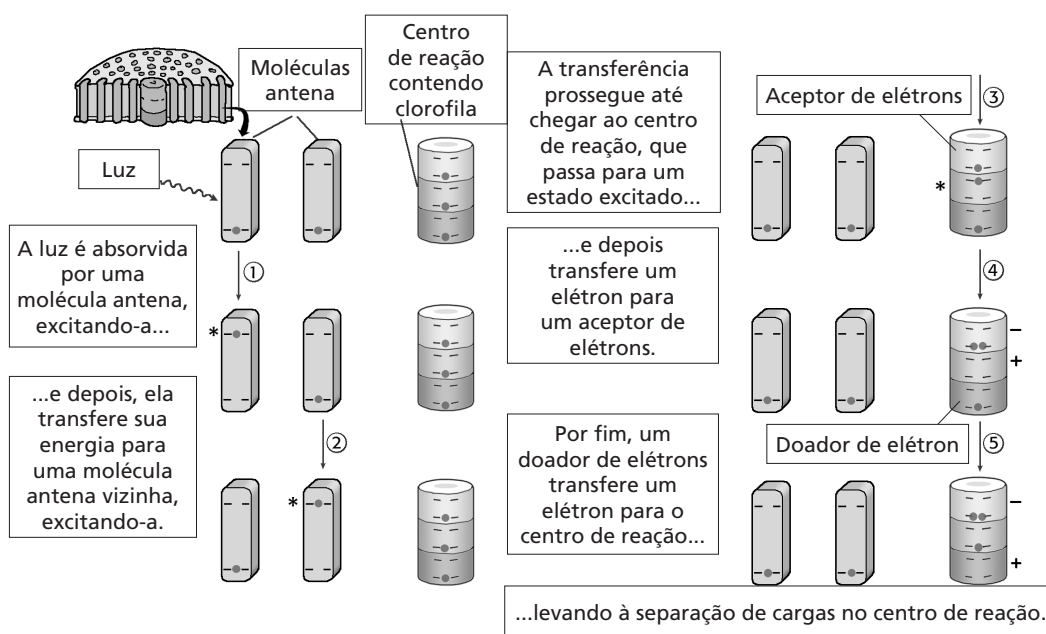 Moléculas
antena
Centro
de reação
contendo
clorofila
Luz
A luz é absorvida
por uma
molécula antena,
excitando-a...
①
*
...e depois, ela
transfere sua
energia para
uma molécula
antena vizinha,
excitando-a.
②
*
A transferência
prossegue até
chegar ao centro
de reação, que
passa para um
estado excitado...
Aceptor de elétrons
③
*
...e depois
transfere um
elétron para
um aceptor de
elétrons.
④
–
+
Doador de elétron
Por fim, um
doador de elétrons
transfere um
elétron para o
centro de reação...
⑤
–
+
...levando à separação de cargas no centro de reação.